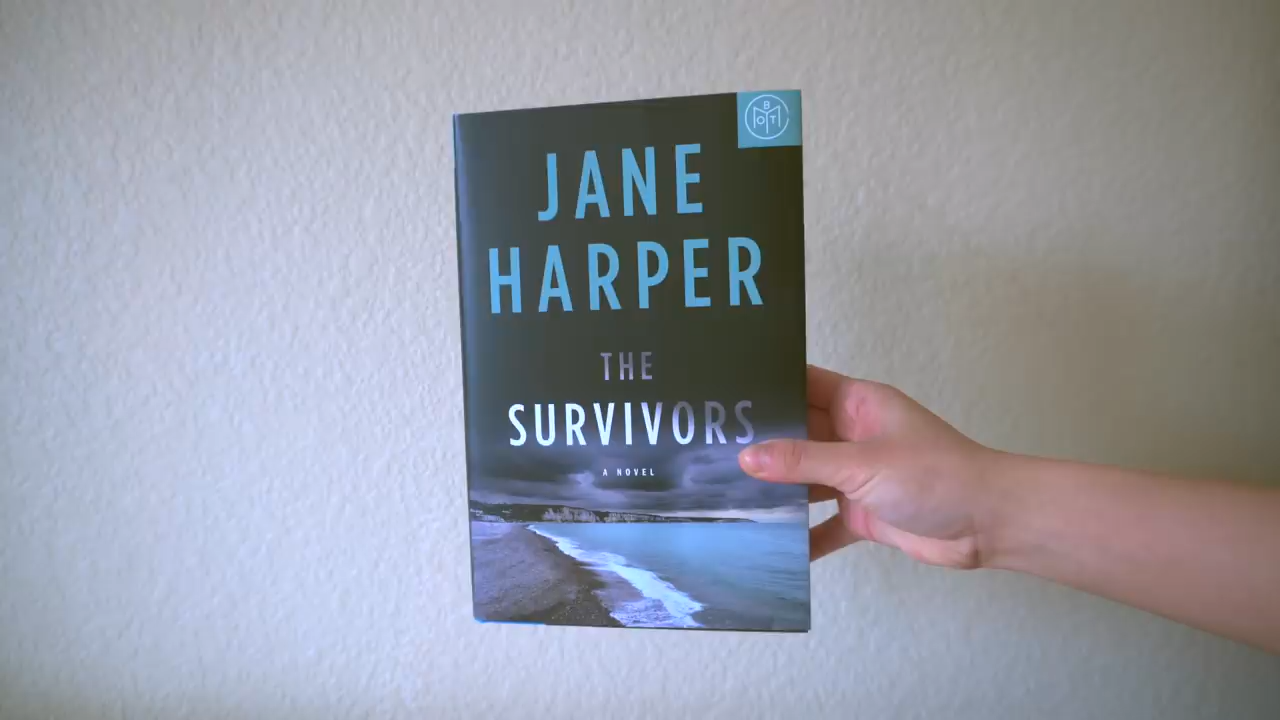 B
O T
JANE
HARPER
THE
SURVIVORS
A NOVEL